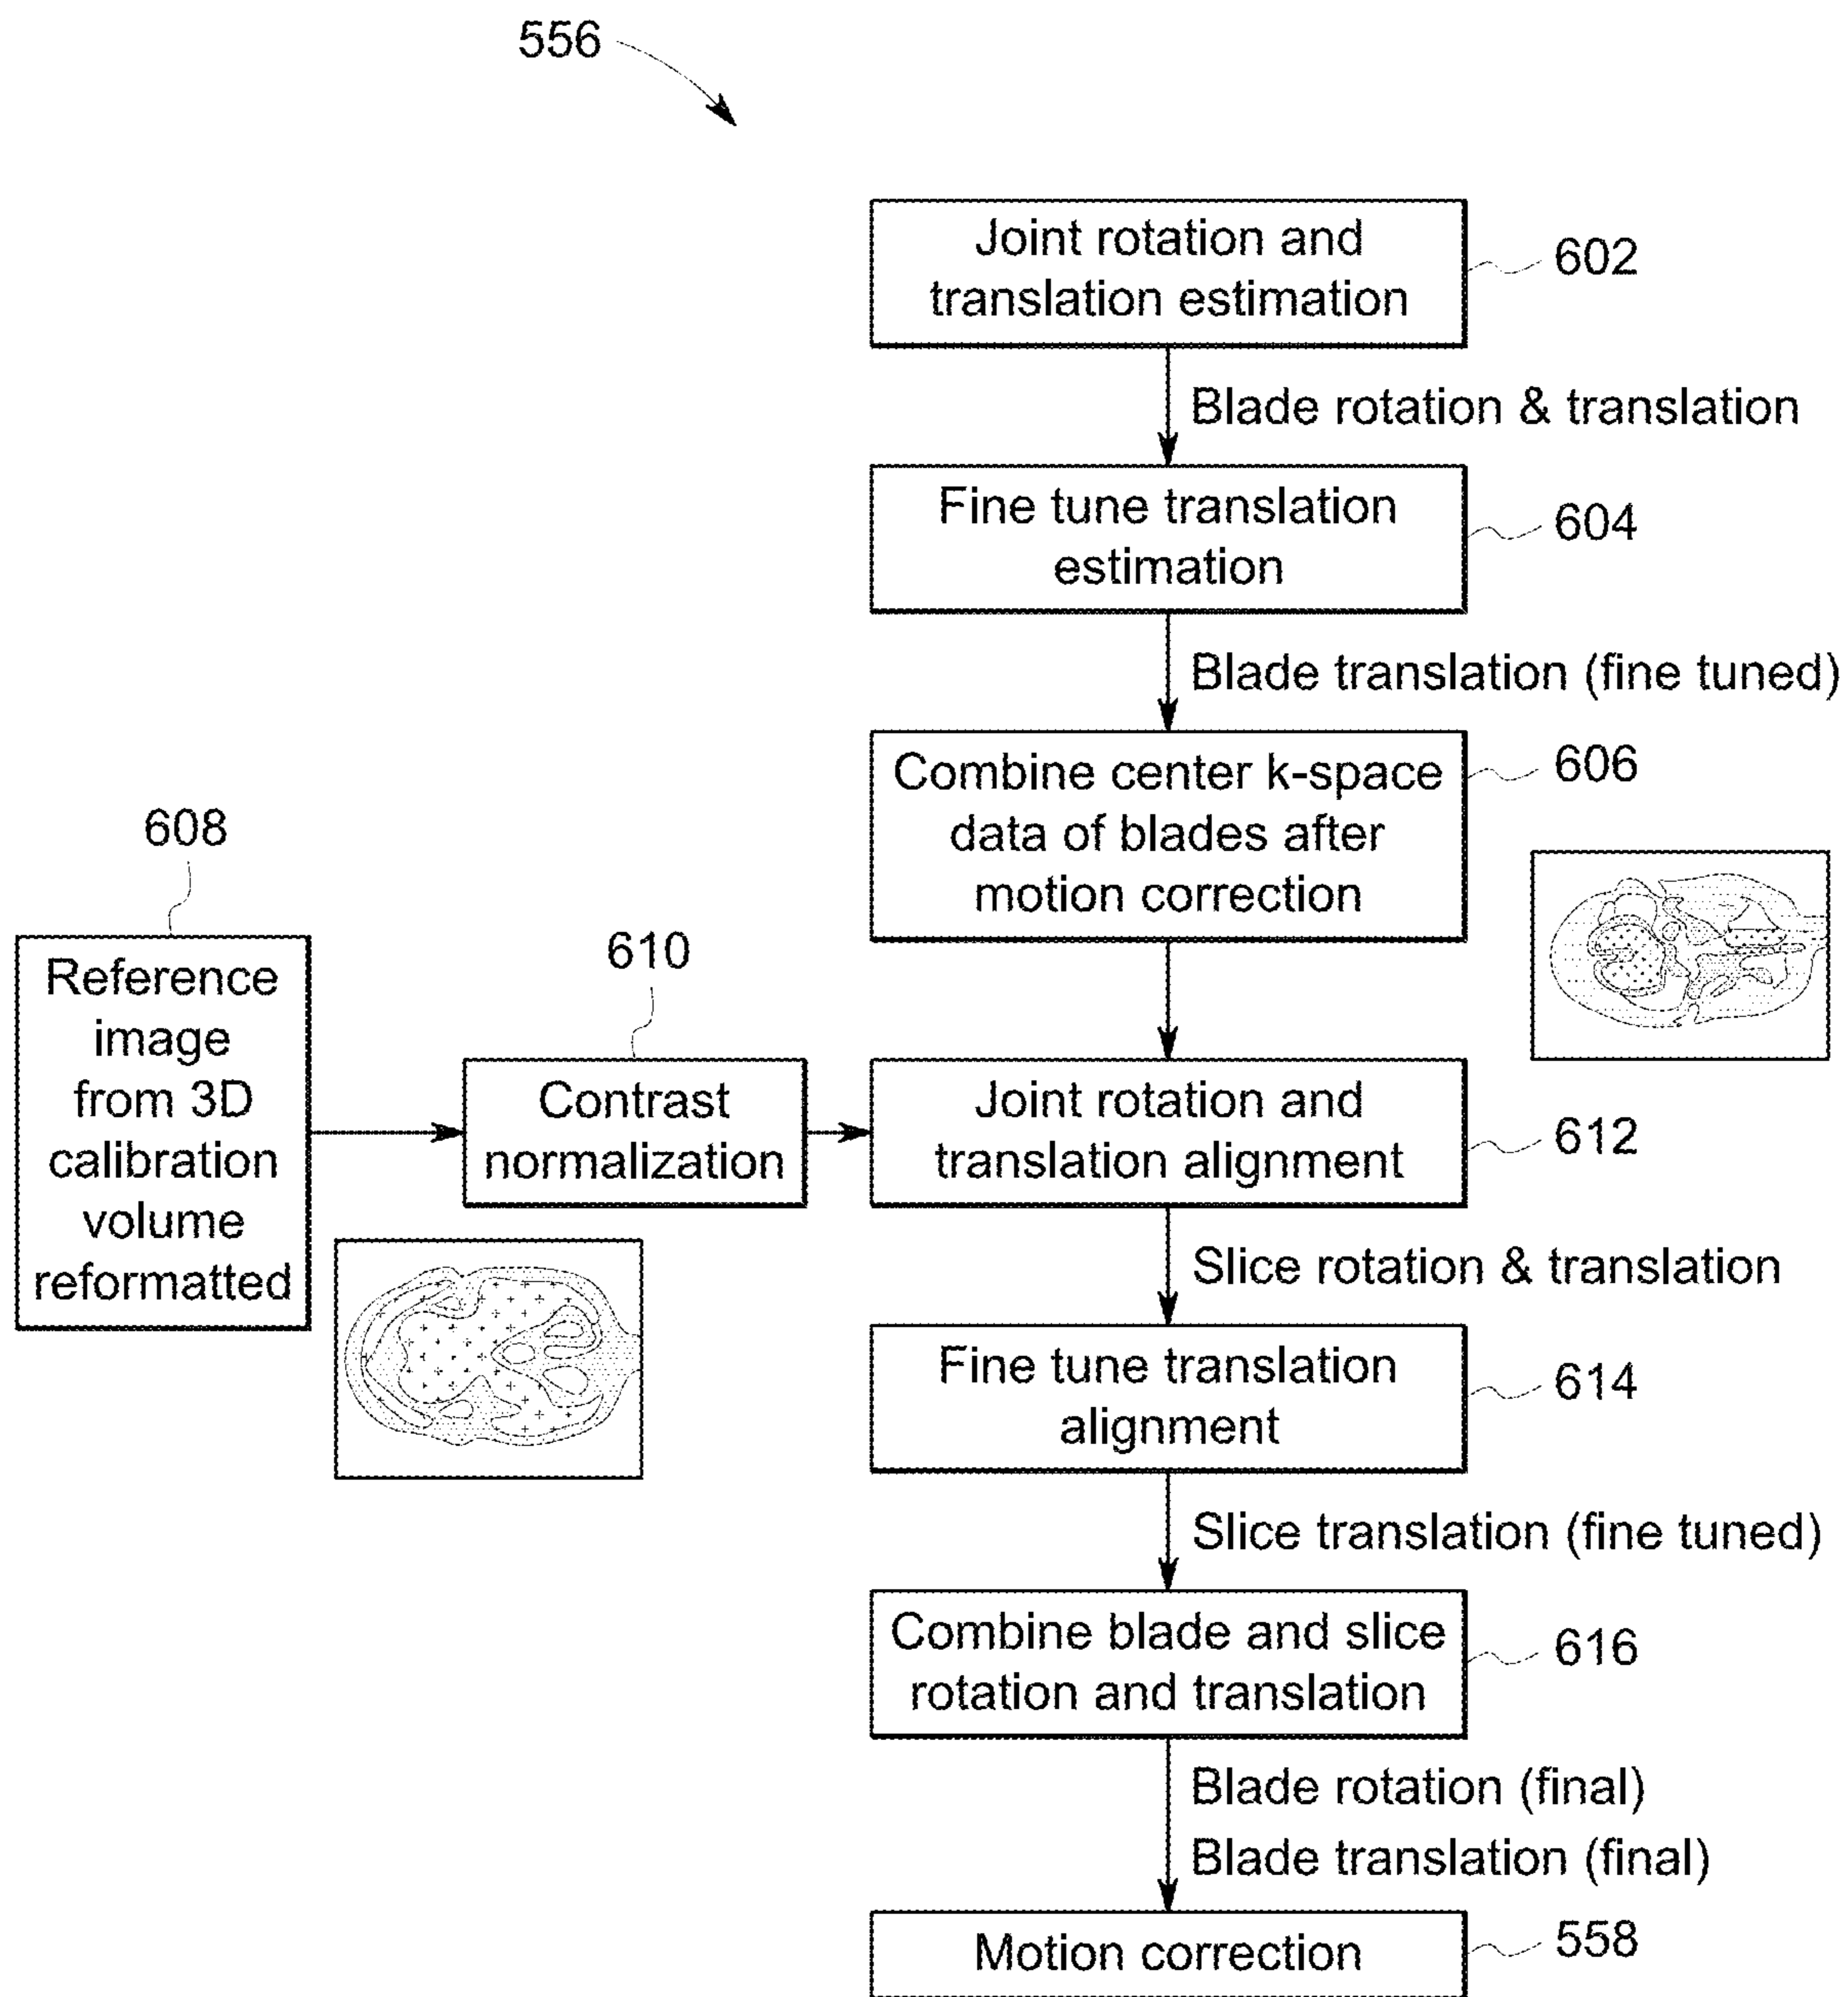 556
Joint rotation and
translation estimation
602
Blade rotation & translation
Fine tune translation
estimation
604
Blade translation (fine tuned)
Combine center k-space
data of blades after
motion correction
606
608
Reference
image
from 3D
calibration
volume
reformatted
610
Contrast
normalization
Joint rotation and
translation alignment
612
Slice rotation & translation
Fine tune translation
alignment
614
Slice translation (fine tuned)
Combine blade and slice
rotation and translation
616
Blade rotation (final)
Blade translation (final)
Motion correction
558